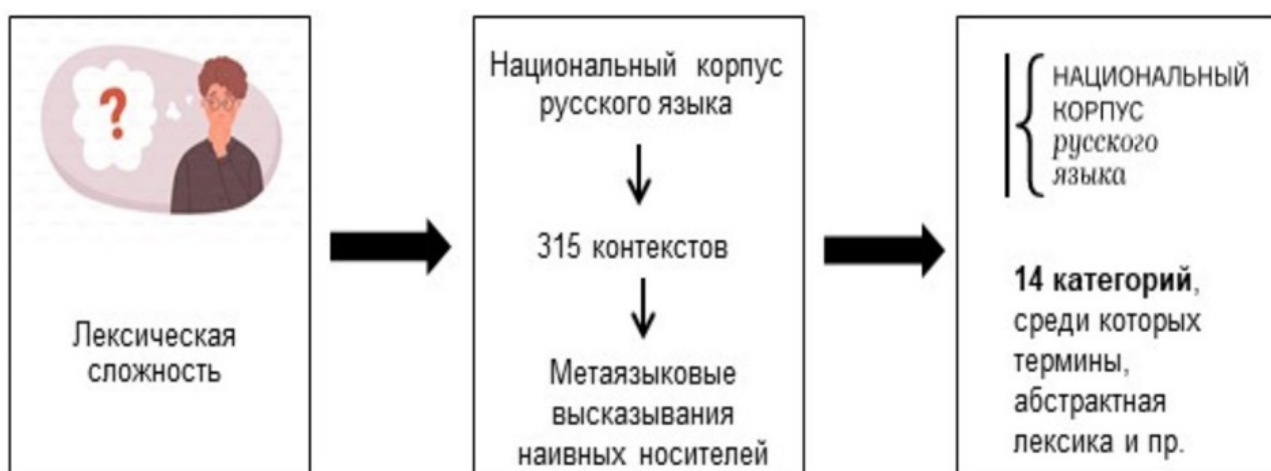 ?
Лексическая
сложность
Национальный корпус
русского языка
315 контекстов
Метаязыковые
высказывания
наивных носителей
НАЦИОНАЛЬНЫЙ
КОРПУС
русского
языка
14 категорий,
среди которых
термины,
абстрактная
лексика и пр.